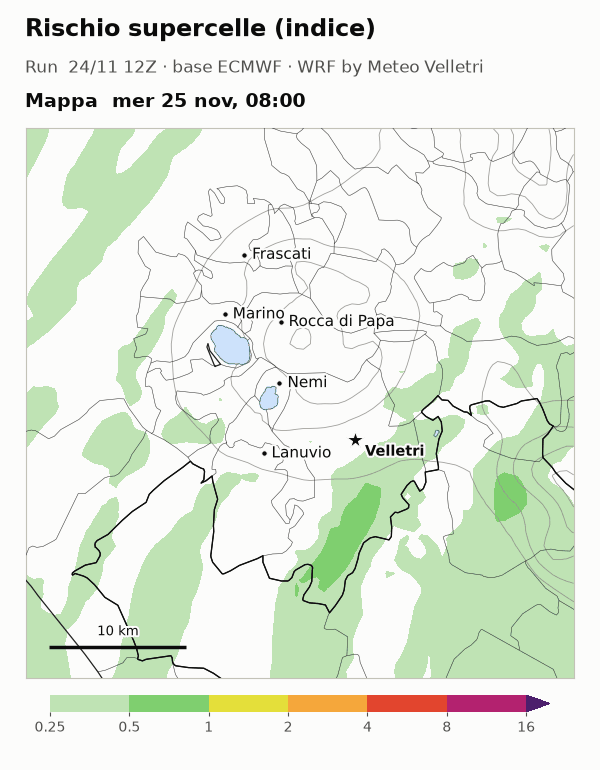 Rischio supercelle (indice)
Run  24/11 12Z · base ECMWF · WRF by Meteo Velletri
Mappa  mer 25 nov, 08:00
Frascati
Marino
Rocca di Papa
Nemi
Velletri
Lanuvio
10 km
0.25 0.5 1 2 4 8 16